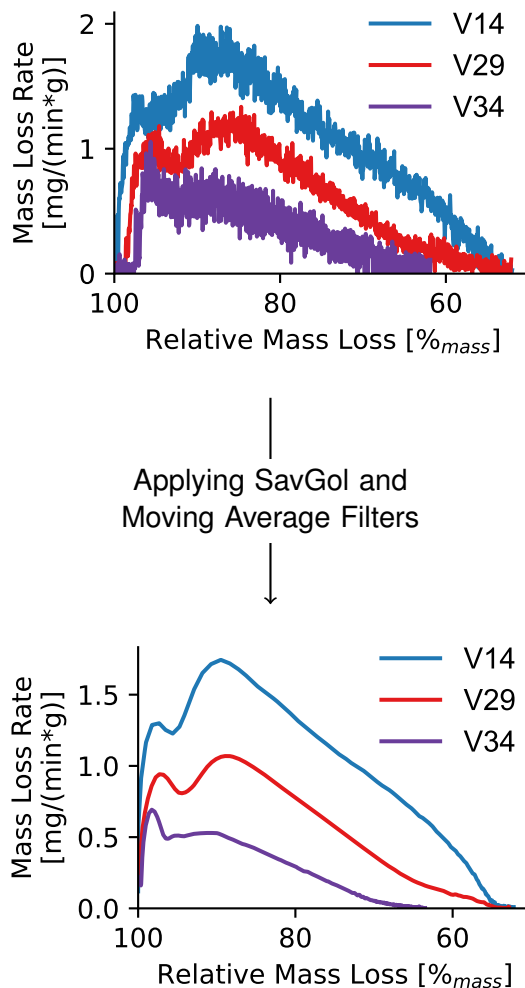 Mass Loss Rate
[mg/(min*g)]
2
1
0
V14
V29
V34
100
80
60
Relative Mass Loss [%mass]
Applying SavGol and
Moving Average Filters
Mass Loss Rate
[mg/(min*g)]
1.5
1.0
0.5
0.0
V14
V29
V34
100
80
60
Relative Mass Loss [%mass]